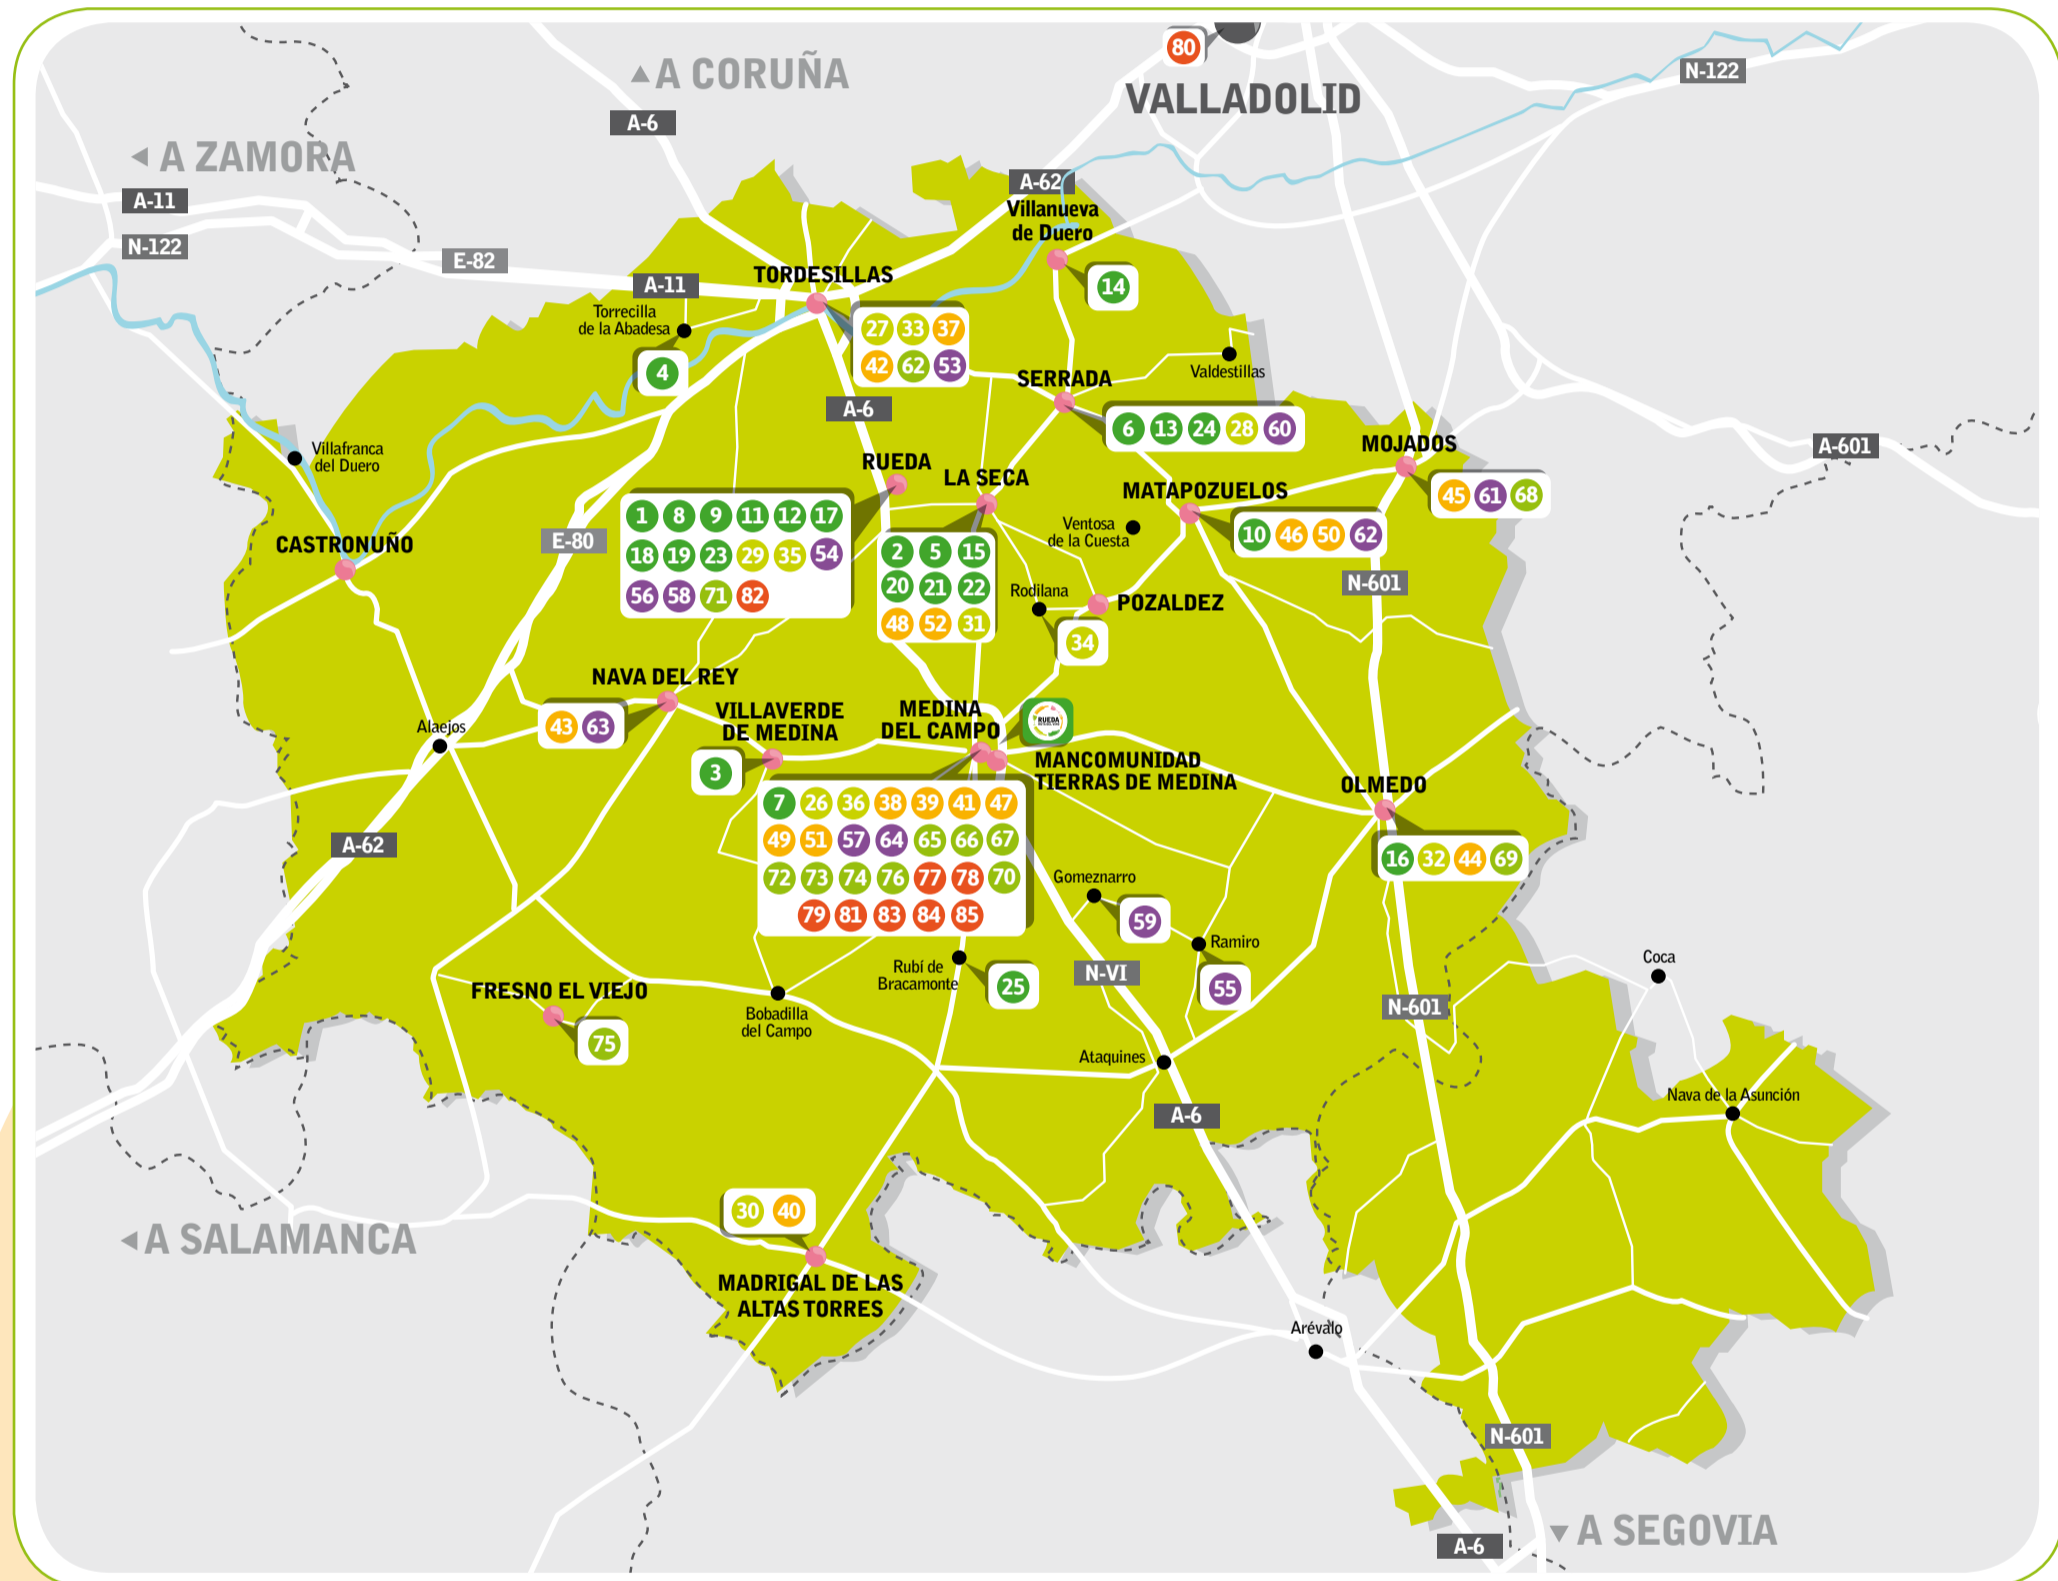 80
A CORUÑA
N-122
VALLADOLID
A-6
A ZAMORA
A-62
A-11
Villanueva
de Duero
N-122
E-82
TORDESILLAS
A-11
14
Torrecilla
de la Abadesa
27 33 37
42 62 53
4
Valdestillas
SERRADA
A-6
6 13 24 28 60
MOJADOS
A-601
Villafranca
del Duero
RUEDA
LA SECA
MATAPOZUELOS
45 61 68
1 8 9 11 12 17
18 19 23 29 35 54
56 58 71 82
Ventosa
de la Cuesta
10 46 50 62
CASTRONUÑO
E-80
2 5 15
20 21 22
48 52 31
N-601
Rodilana
POZALDEZ
34
NAVA DEL REY
43 63
VILLAVERDE
DE MEDINA
MEDINA
DEL CAMPO
RUEDA
Alaejos
3
MANCOMUNIDAD
TIERRAS DE MEDINA
OLMEDO
7 26 36 38 39 41 47
49 51 57 64 65 66 67
72 73 74 76 77 78 70
79 81 83 84 85
A-62
16 32 44 69
Gomeznarro
59
Ramiro
Rubí de
Bracamonte
25
N-VI
55
Coca
FRESNO EL VIEJO
75
Bobadilla
del Campo
N-601
Ataquines
Nava de la Asunción
A-6
30 40
A SALAMANCA
MADRIGAL DE LAS
ALTAS TORRES
Arévalo
N-601
A SEGOVIA
A-6